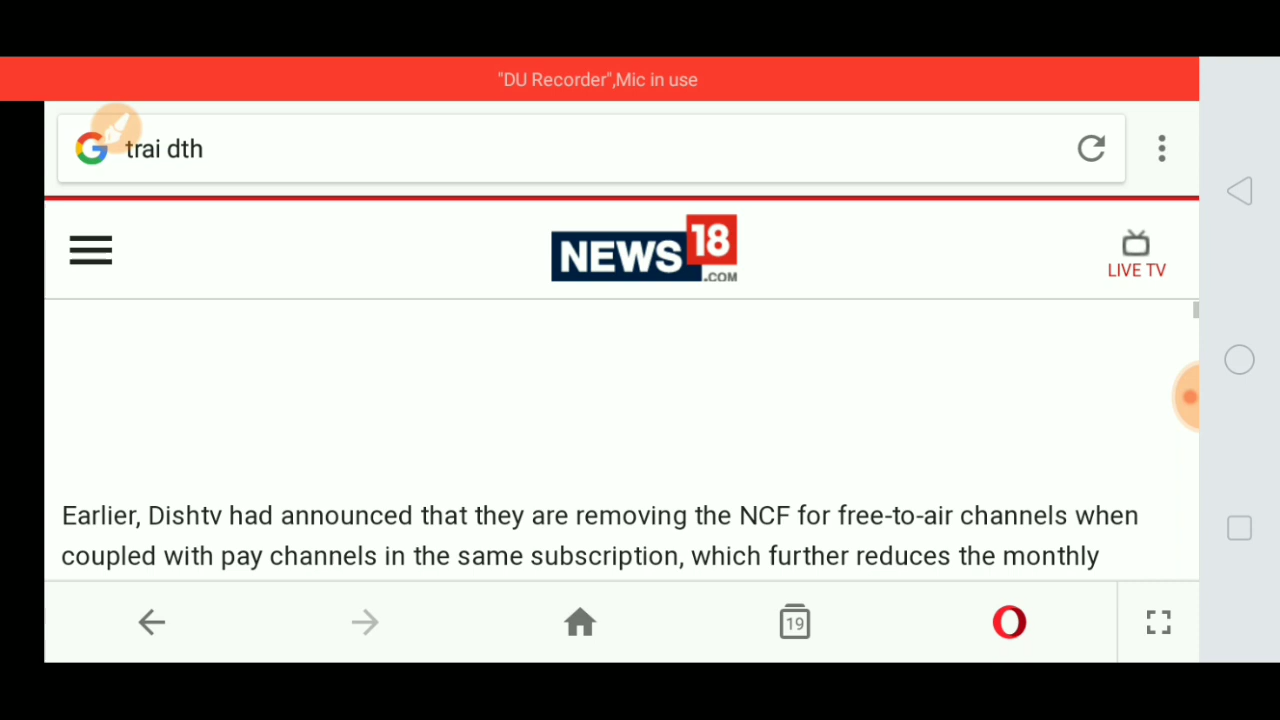 "DU Recorder",Mic in use
trai dth
NEWS 18
.COM
LIVE TV
Earlier, Dishtv had announced that they are removing the NCF for free-to-air channels when
coupled with pay channels in the same subscription, which further reduces the monthly
19